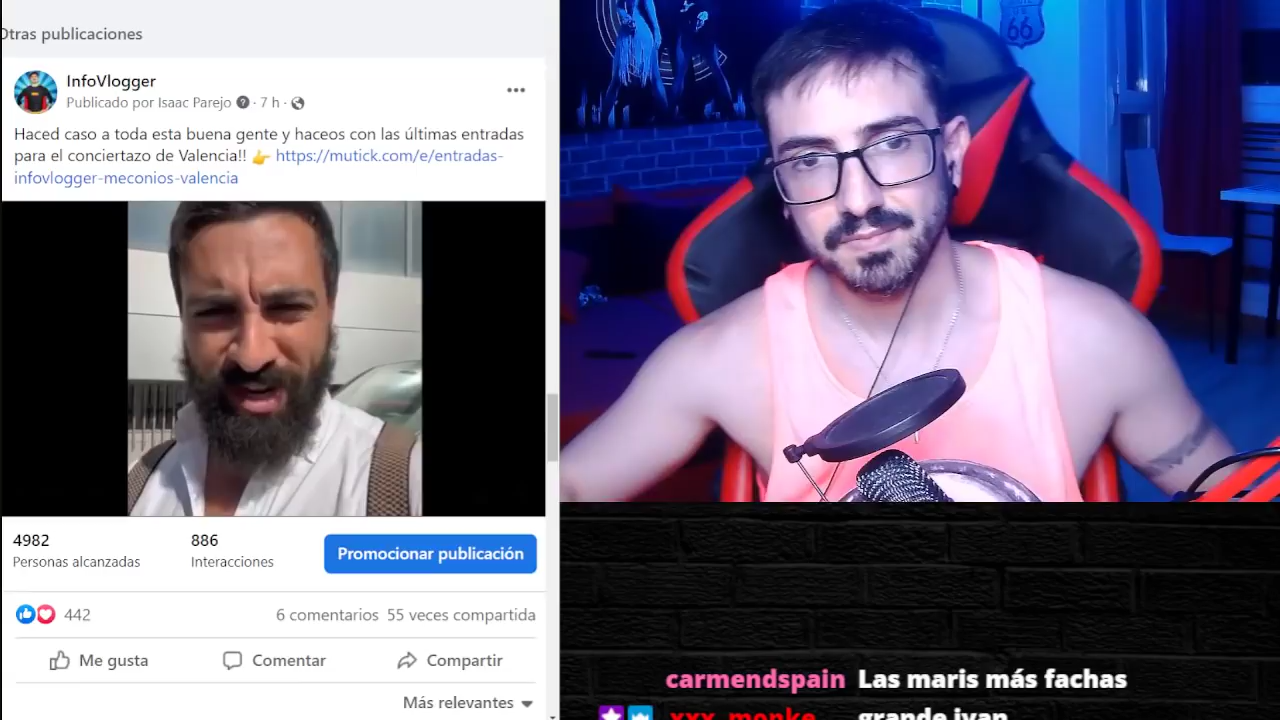 Otras publicaciones
InfoVlogger
Publicado por Isaac Parejo · 7 h ·
Haced caso a toda esta buena gente y haceos con las últimas entradas
para el conciertazo de Valencia!! 👉 https://mutick.com/e/entradas-
infovlogger-meconios-valencia
4982
Personas alcanzadas
886
Interacciones
Promocionar publicación
442
6 comentarios 55 veces compartida
Me gusta
Comentar
Compartir
Más relevantes
66
carmendspain Las maris más fachas
xxx_monke grande ivan